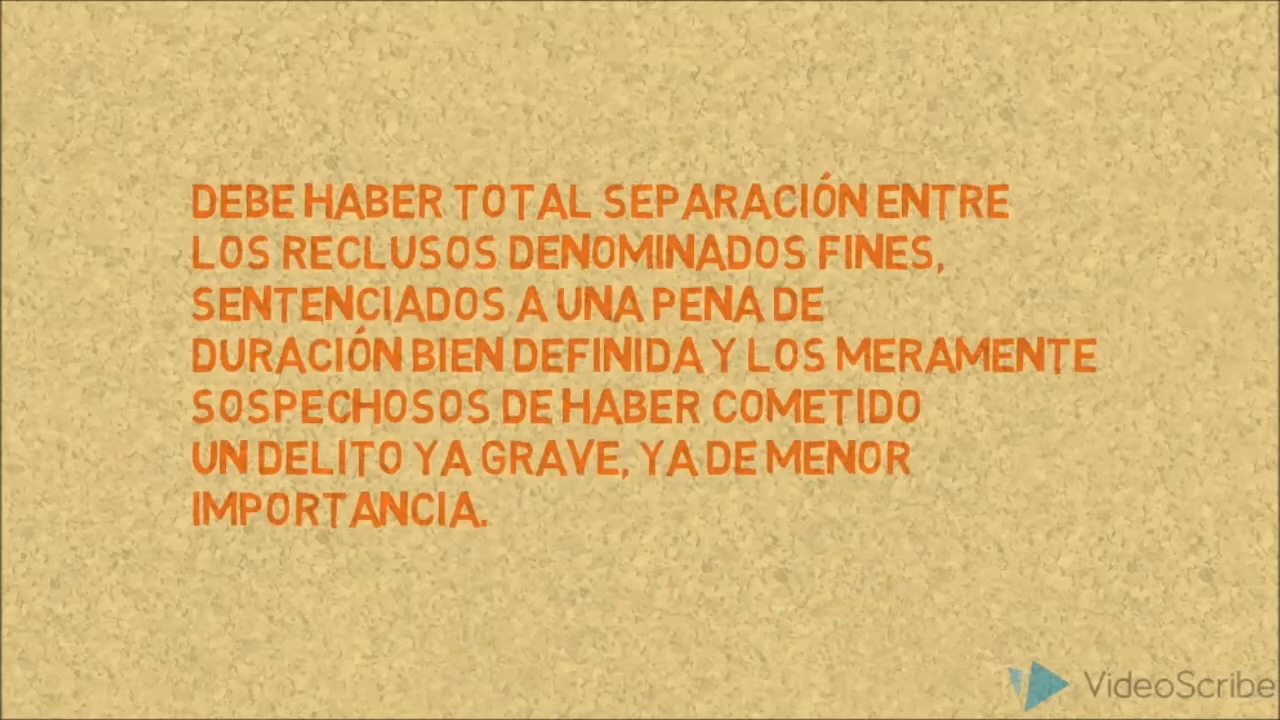 DEBE HABER TOTAL SEPARACIÓN ENTRE
LOS RECLUSOS DENOMINADOS FINES,
SENTENCIADOS A UNA PENA DE
DURACIÓN BIEN DEFINIDA Y LOS MERAMENTE
SOSPECHOSOS DE HABER COMETIDO
UN DELITO YA GRAVE, YA DE MENOR
IMPORTANCIA.
VideoScribe